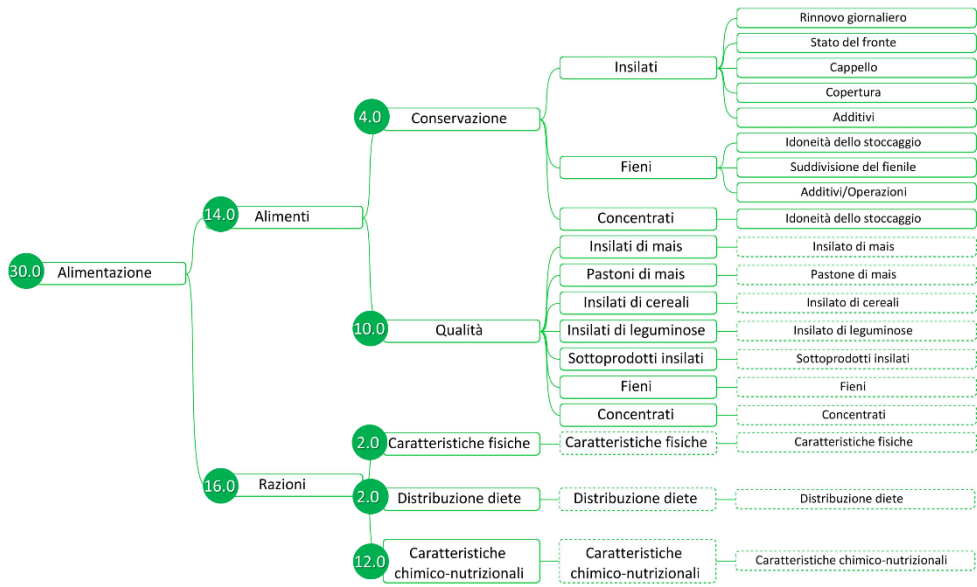 30.0 Alimentazione
14.0 Alimenti
4.0 Conservazione
Insilati
Rinnovo giornaliero
Stato del fronte
Cappello
Copertura
Additivi
Fieni
Idoneità dello stoccaggio
Suddivisione del fienile
Additivi/Operazioni
Concentrati
Idoneità dello stoccaggio
10.0 Qualità
Insilati di mais
Insilato di mais
Pastoni di mais
Pastone di mais
Insilati di cereali
Insilato di cereali
Insilati di leguminose
Insilato di leguminose
Sottoprodotti insilati
Sottoprodotti insilati
Fieni
Fieni
Concentrati
Concentrati
16.0 Razioni
2.0 Caratteristiche fisiche
Caratteristiche fisiche
Caratteristiche fisiche
2.0 Distribuzione diete
Distribuzione diete
Distribuzione diete
12.0 Caratteristiche
chimico-nutrizionali
Caratteristiche
chimico-nutrizionali
Caratteristiche chimico-nutrizionali